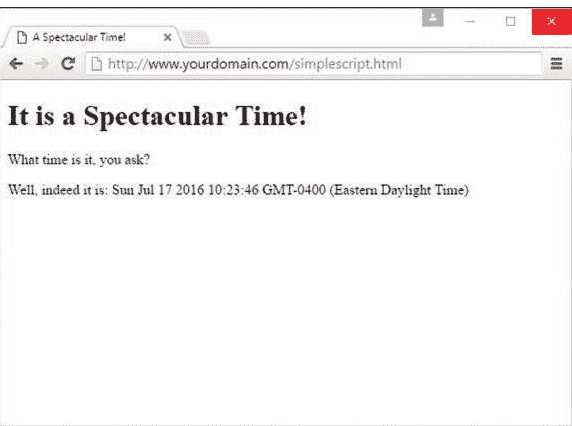 A Spectacular Time!
http://www.yourdomain.com/simplescript.html
It is a Spectacular Time!
What time is it, you ask?
Well, indeed it is: Sun Jul 17 2016 10:23:46 GMT-0400 (Eastern Daylight Time)